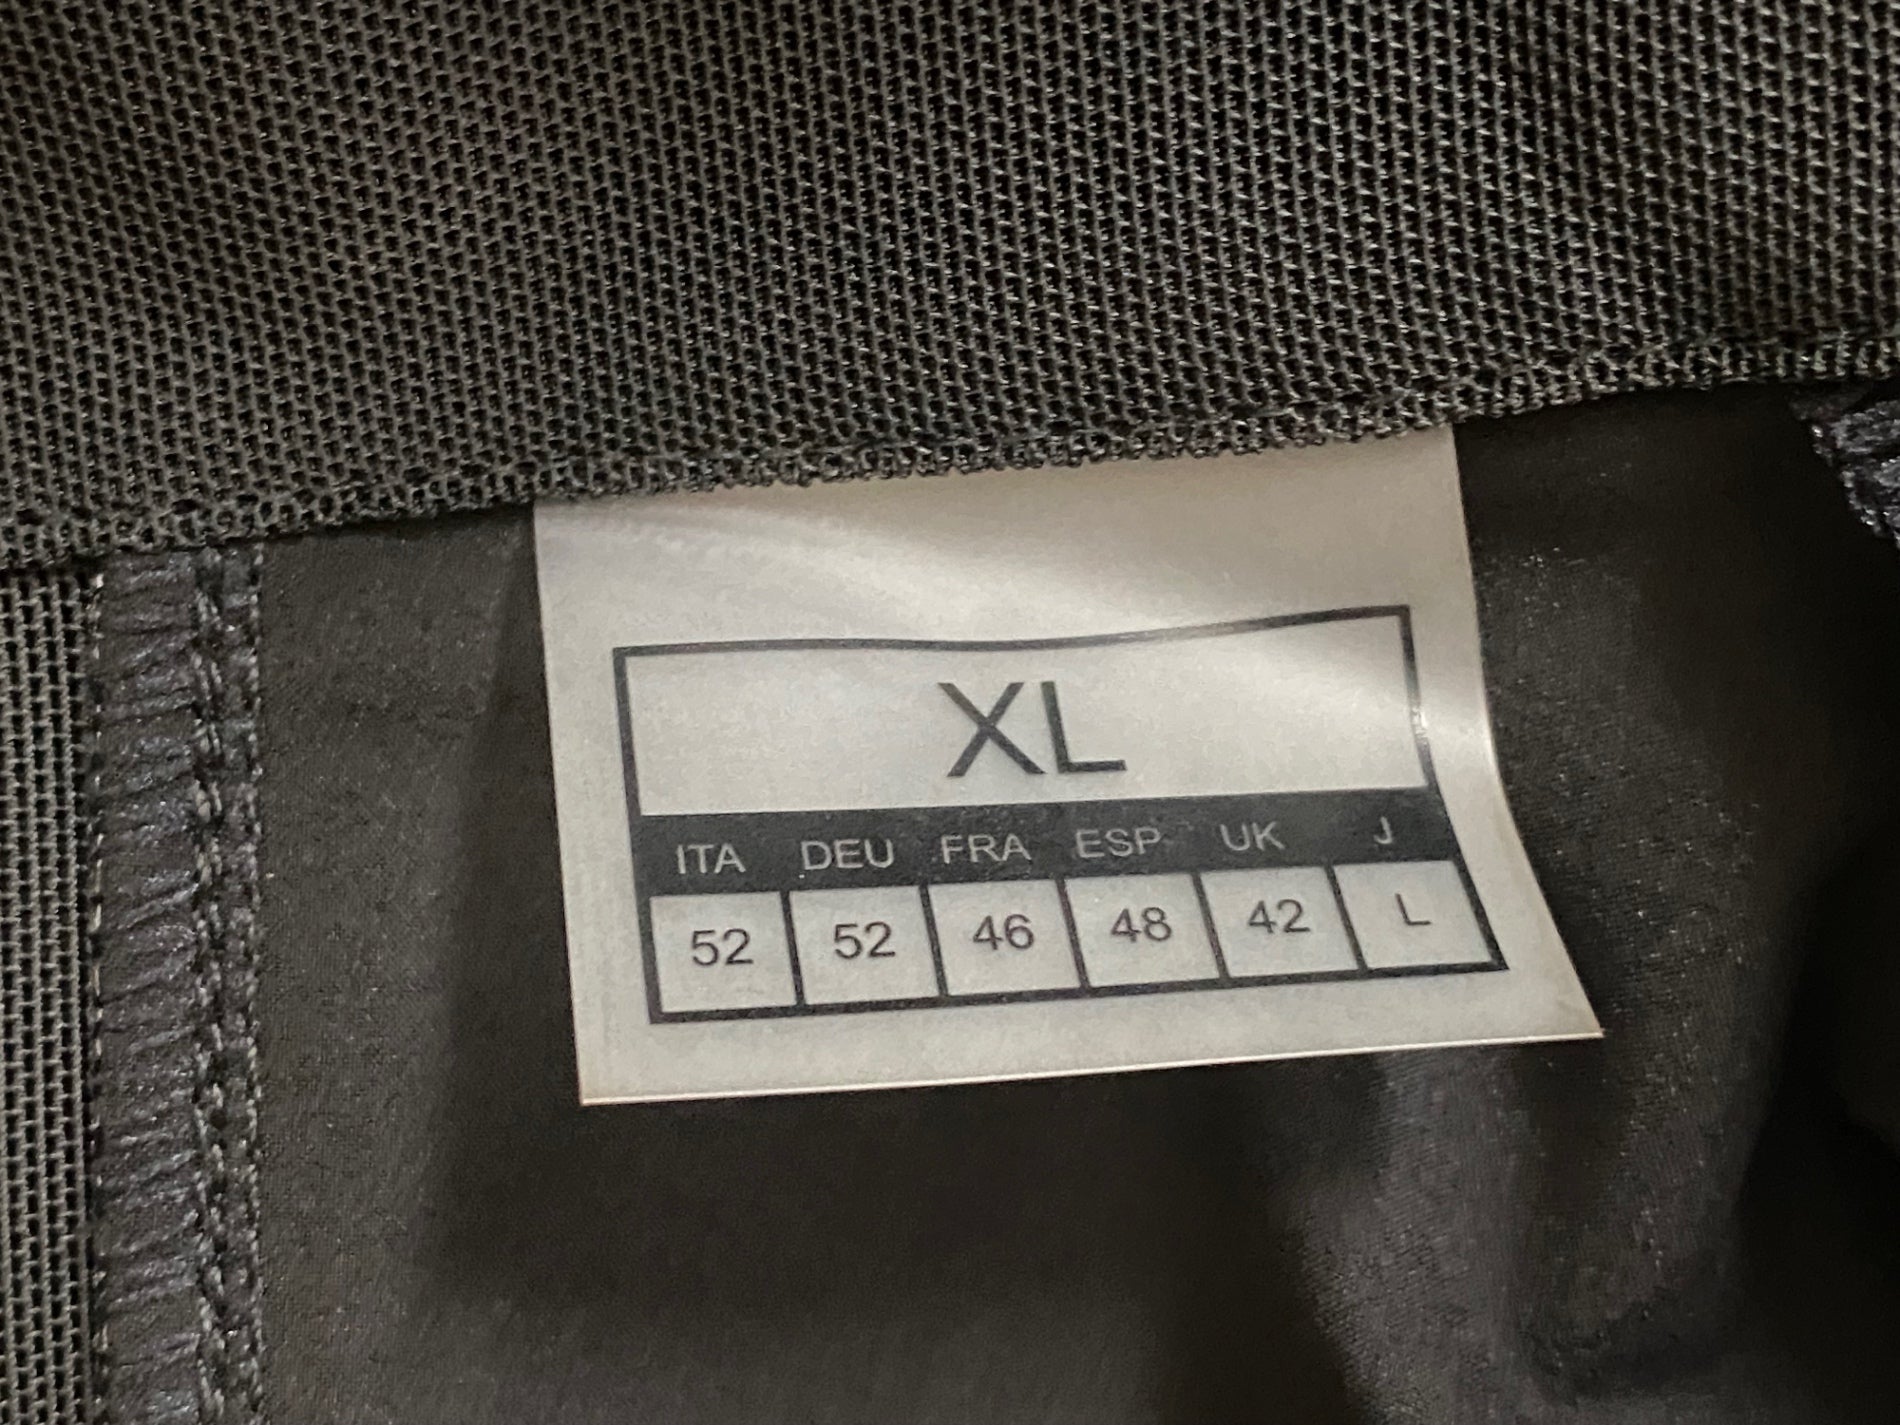 XL
ITA DEU FRA ESP UK J
52 52 46 48 42 L